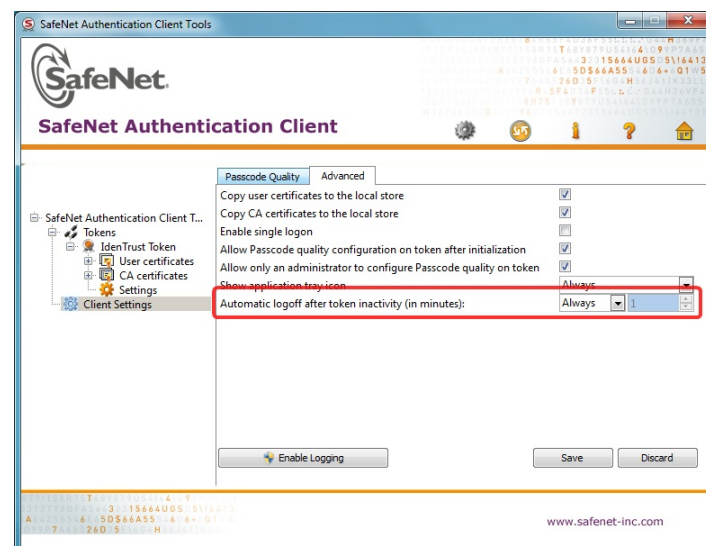 SafeNet Authentication Client Tools
SafeNet.
SafeNet Authentication Client
Passcode Quality
Advanced
Copy user certificates to the local store
Copy CA certificates to the local store
Enable single logon
Allow Passcode quality configuration on token after initialization
Allow only an administrator to configure Passcode quality on token
Show application tray icon Always
Automatic logoff after token inactivity (in minutes): Always 1
SafeNet Authentication Client T...
Tokens
IdenTrust Token
User certificates
CA certificates
Settings
Client Settings
Enable Logging
Save
Discard
www.safenet-inc.com